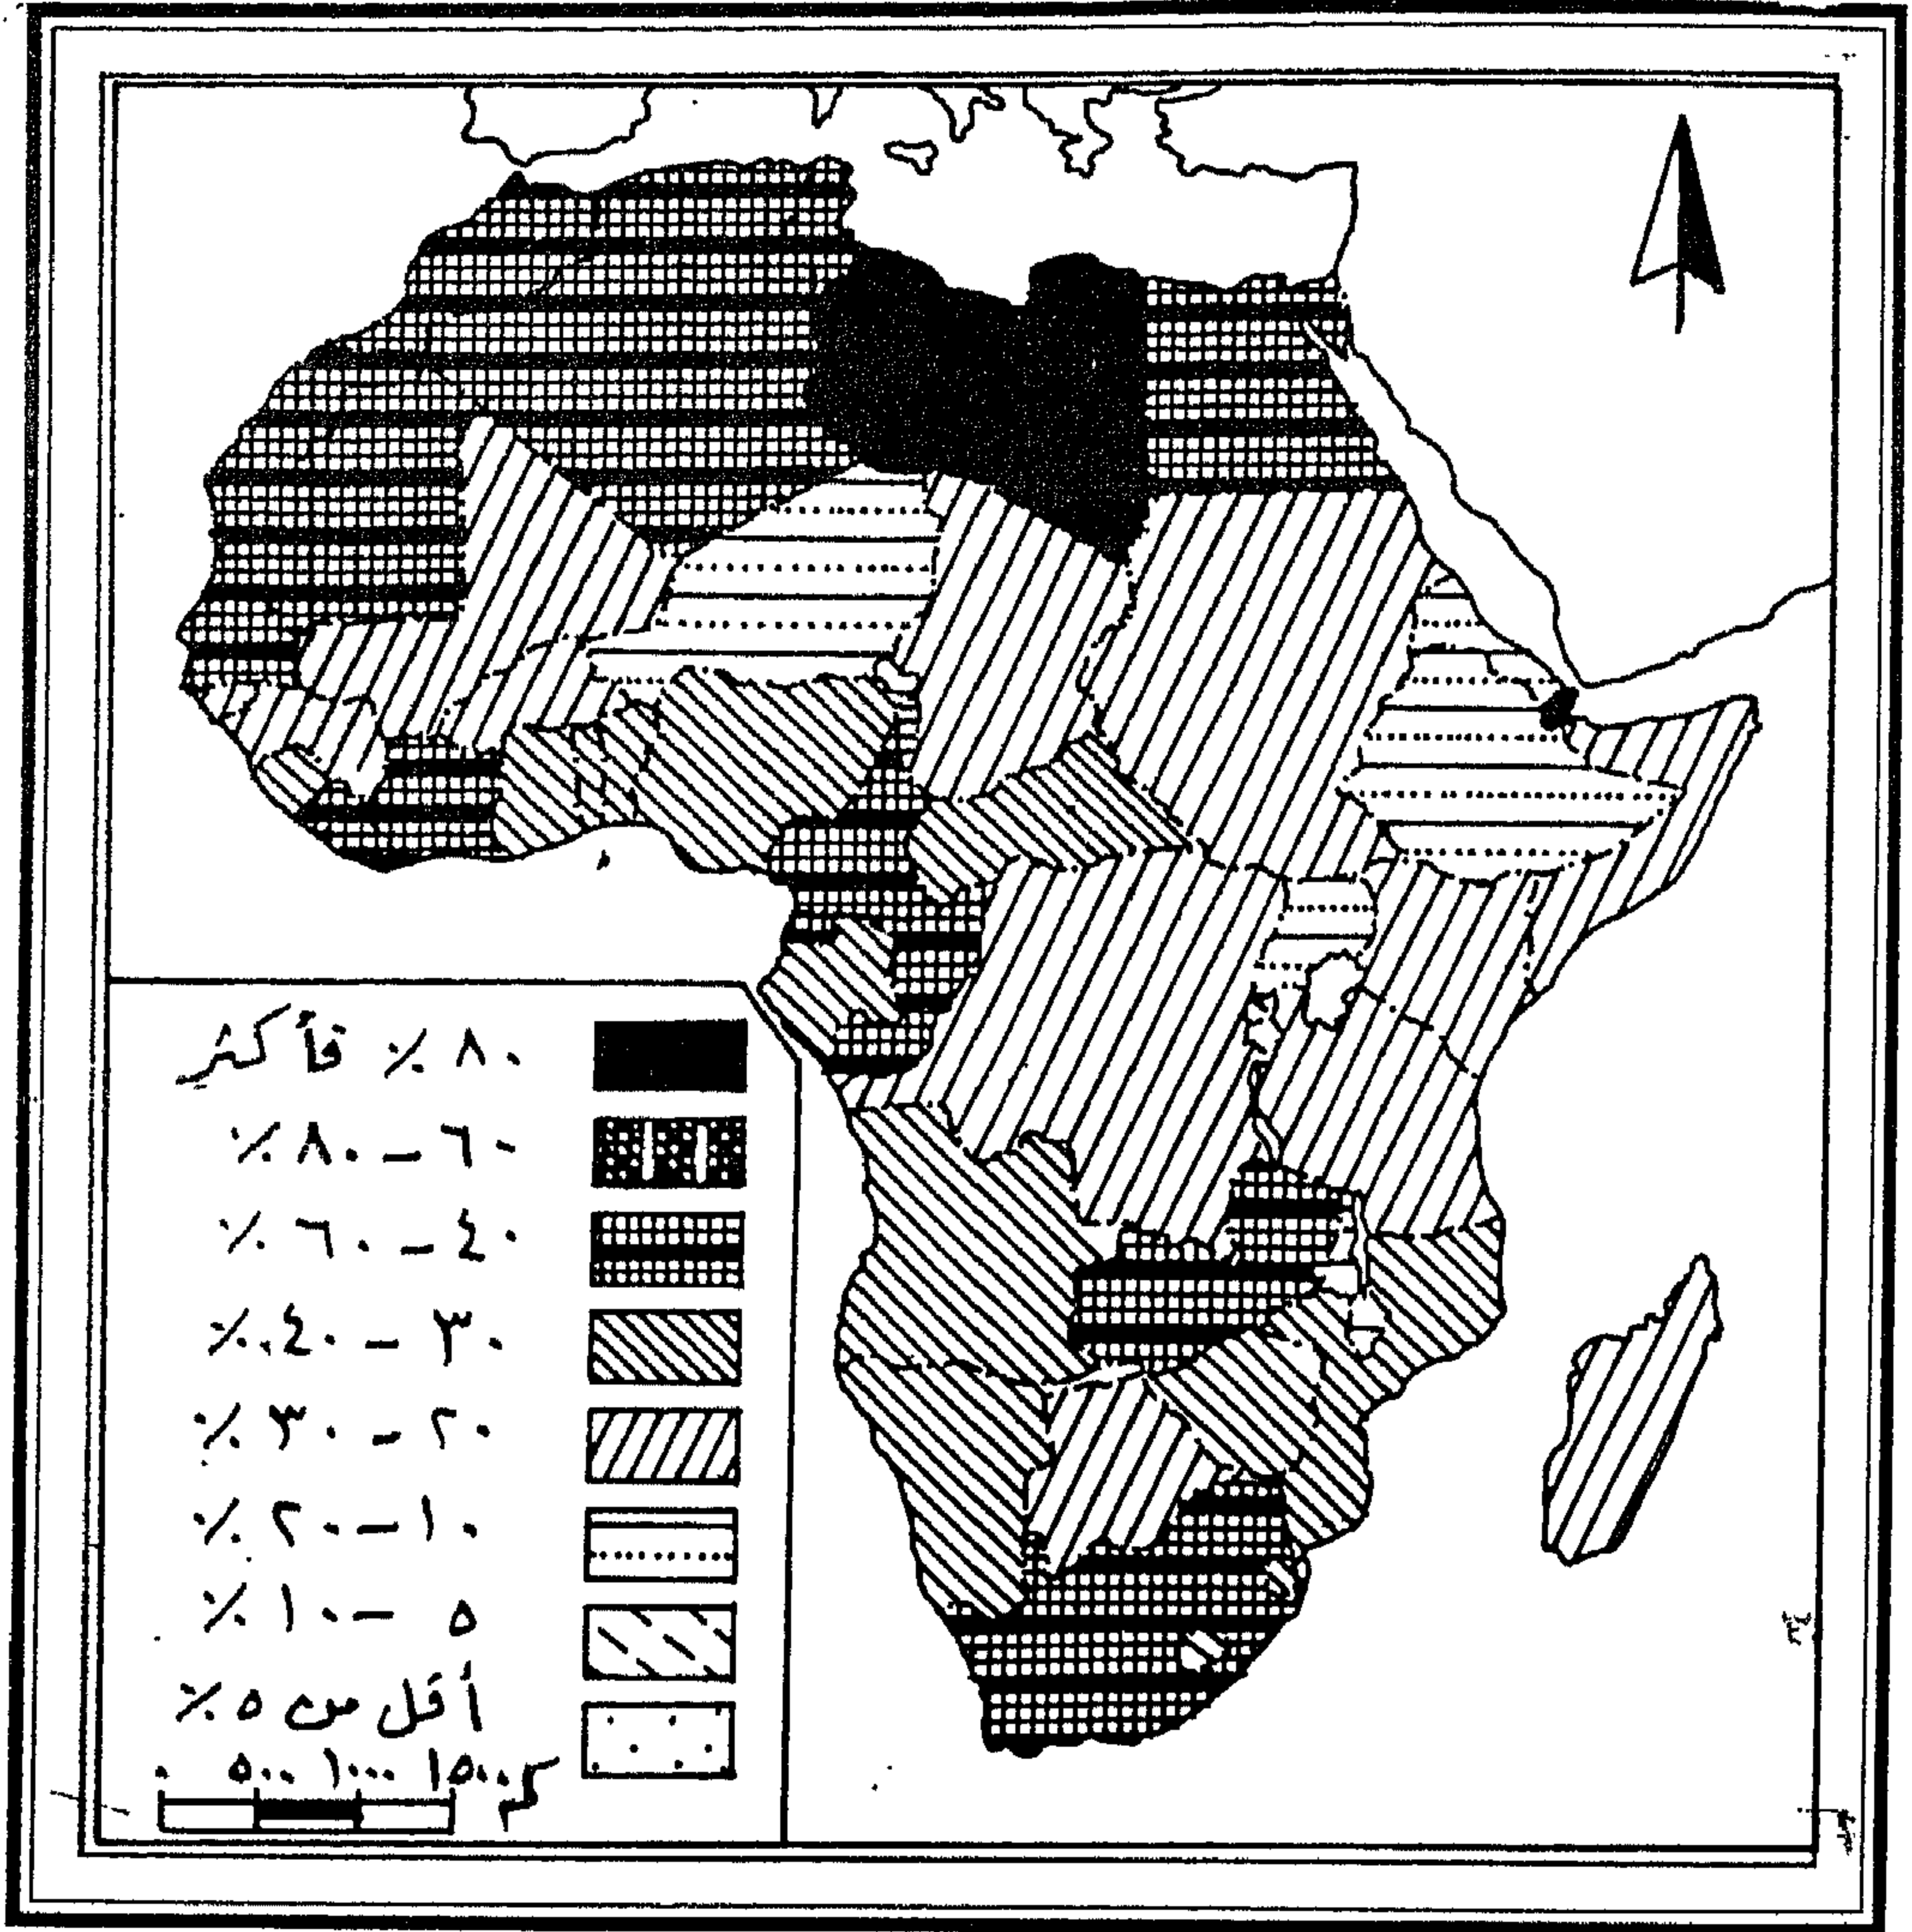 ٨٠ ٪ فأكثر
٦٠ – ٨٠ ٪
٤٠ – ٦٠ ٪
٣٠ – ٤٠ ٪
٢٠ – ٣٠ ٪
١٠ – ٢٠ ٪
٥ – ١٠ ٪
أقل من ٥ ٪
٠ ٥٠٠ ١٠٠٠ ١٥٠٠ كم